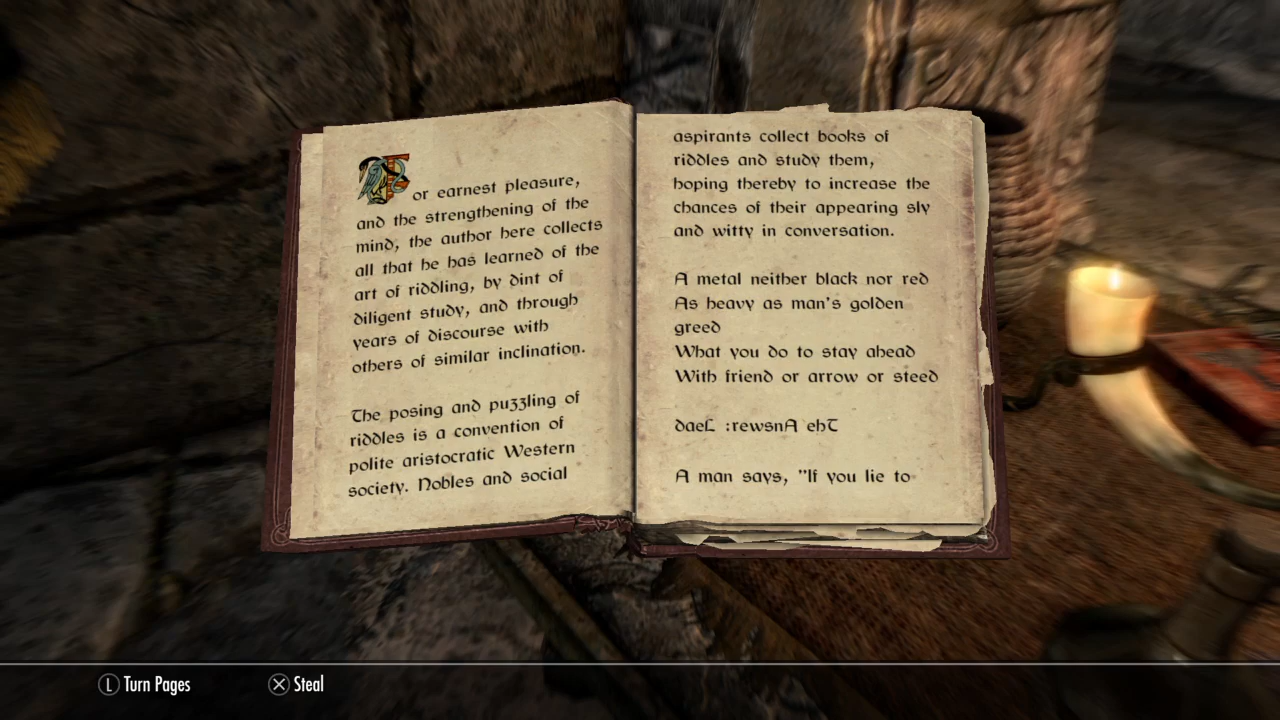 For earnest pleasure,
and the strengthening of the
mind, the author here collects
all that he has learned of the
art of riddling, by dint of
diligent study, and through
years of discourse with
others of similar inclination.
The posing and puzzling of
riddles is a convention of
polite aristocratic Western
society. Nobles and social
aspirants collect books of
riddles and study them,
hoping thereby to increase the
chances of their appearing sly
and witty in conversation.
A metal neither black nor red
As heavy as man's golden
greed
What you do to stay ahead
With friend or arrow or steed
daeL :rewsnA ehT
A man says, "If you lie to
L Turn Pages
X Steal